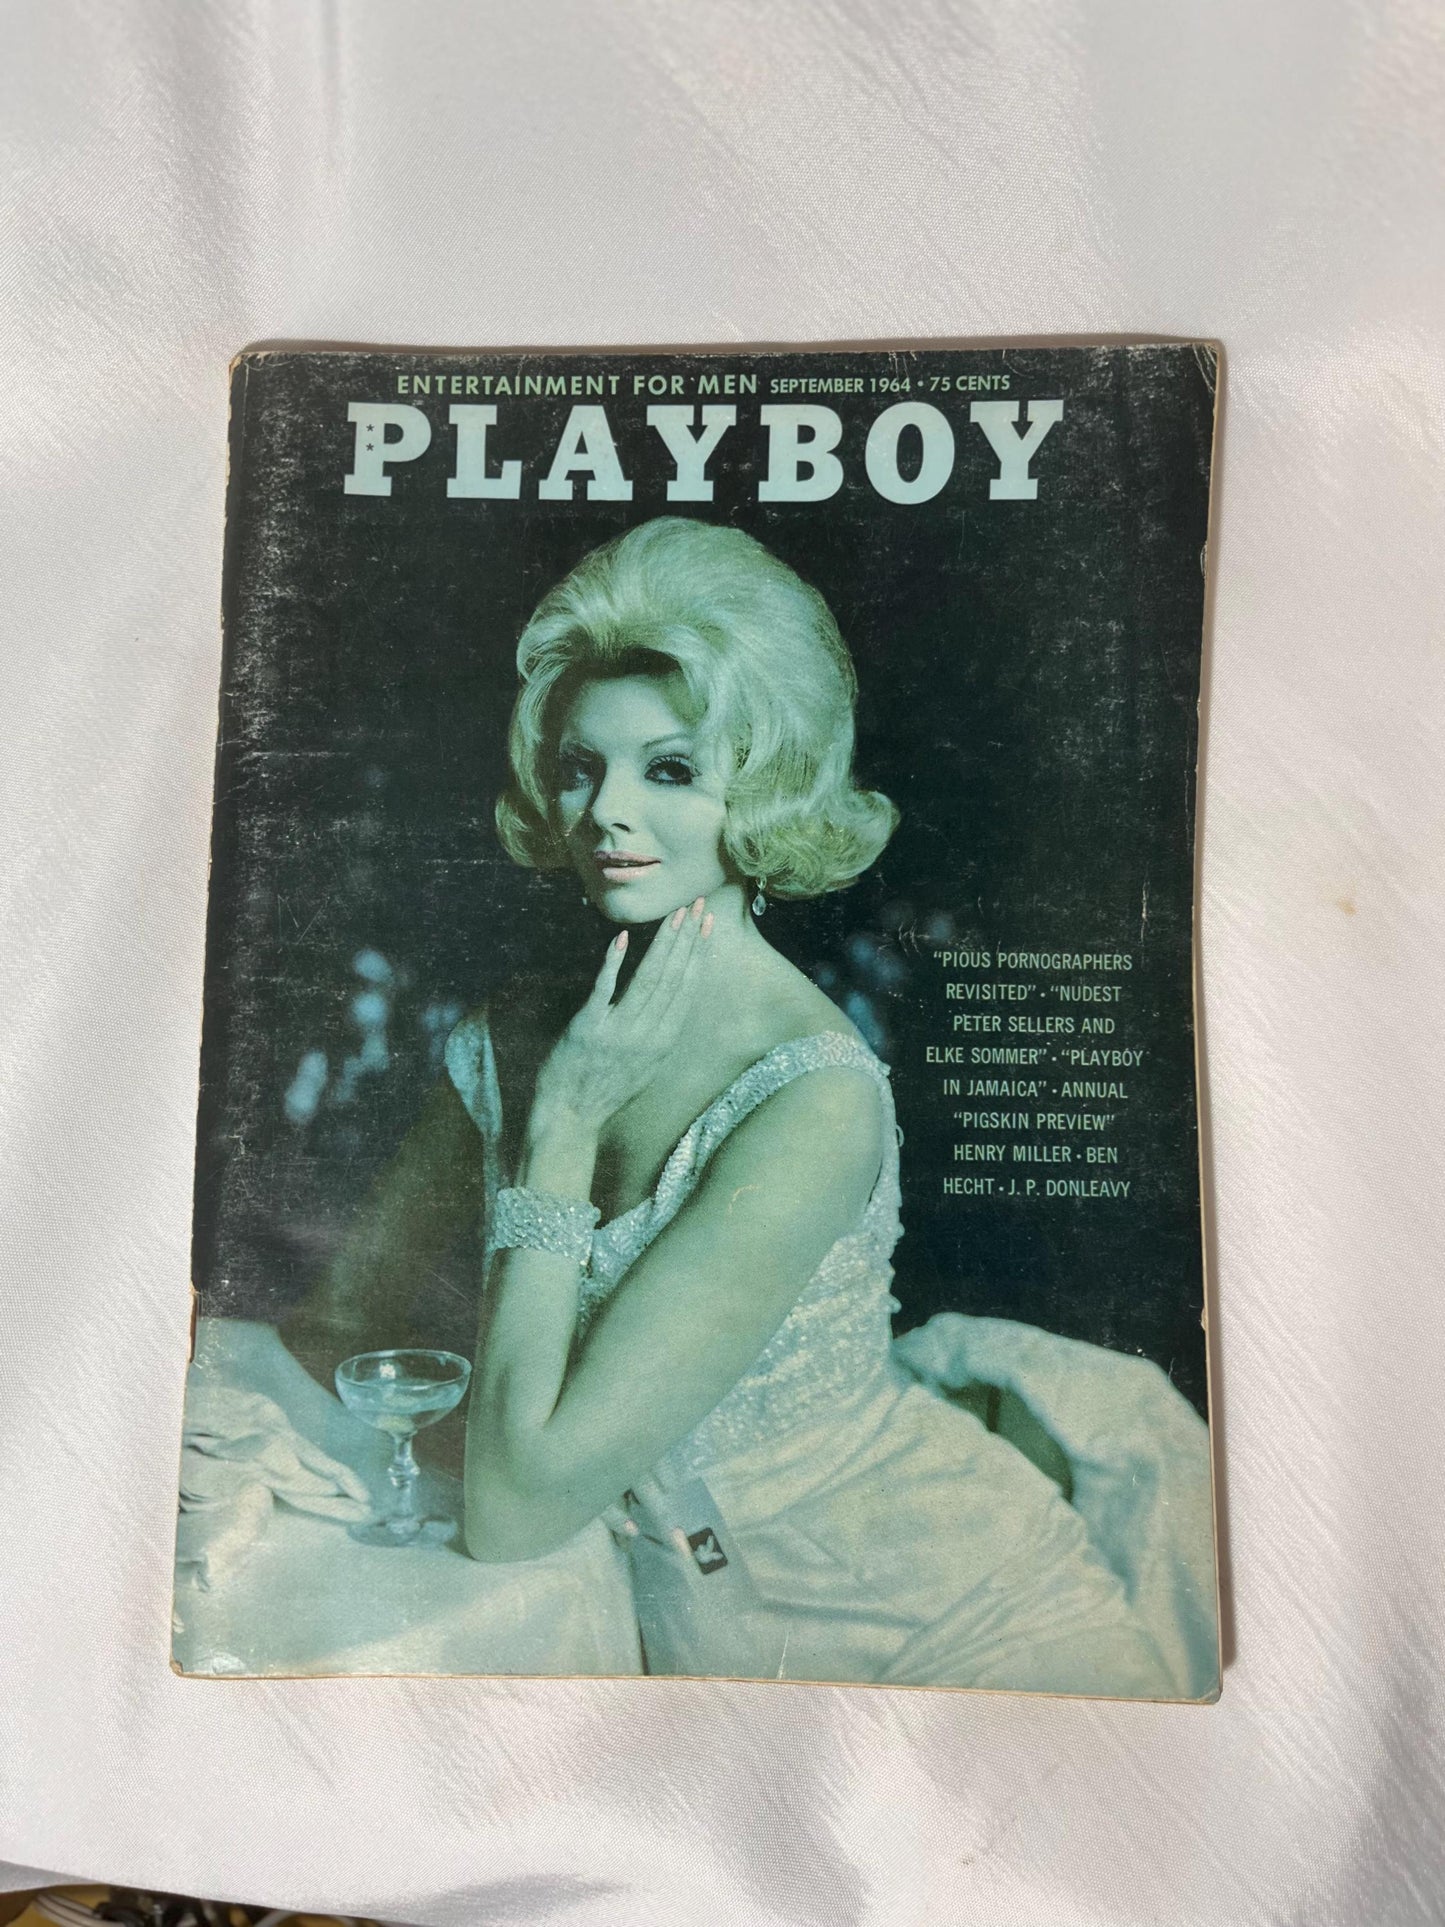 ENTERTAINMENT FOR MEN SEPTEMBER 1964 • 75 CENTS
PLAYBOY
"PIOUS PORNOGRAPHERS
REVISITED" • "NUDEST
PETER SELLERS AND
ELKE SOMMER" • "PLAYBOY
IN JAMAICA" • ANNUAL
"PIGSKIN PREVIEW"
HENRY MILLER • BEN
HECHT • J. P. DONLEAVY